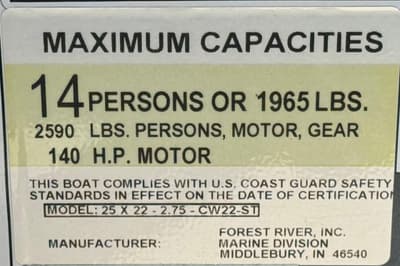 MAXIMUM CAPACITIES
14 PERSONS OR 1965 LBS.
2590 LBS. PERSONS, MOTOR, GEAR
140 H.P. MOTOR
THIS BOAT COMPLIES WITH U.S. COAST GUARD SAFETY
STANDARDS IN EFFECT ON THE DATE OF CERTIFICATION
MODEL: 25 X 22 - 2.75 - CW22-ST
FOREST RIVER, INC.
MANUFACTURER: MARINE DIVISION
MIDDLEBURY, IN 46540